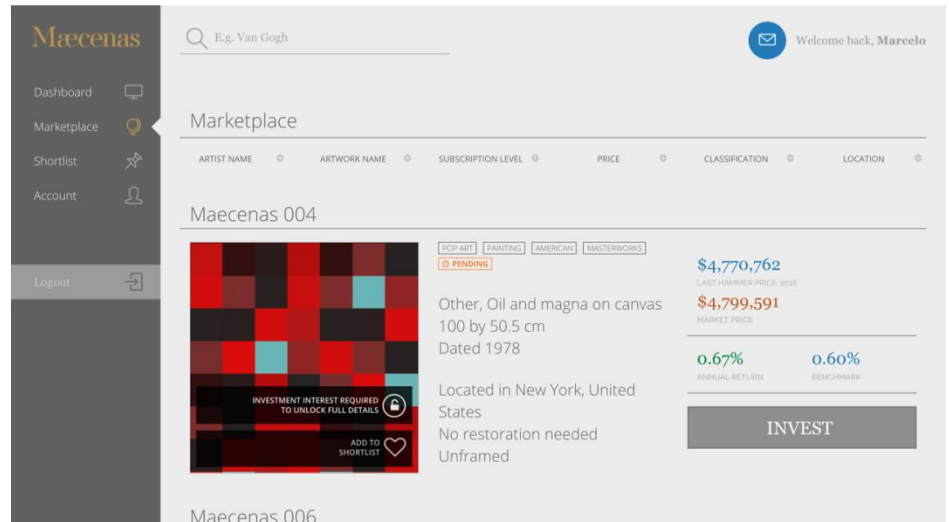 Mæcenas
E.g. Van Gogh
Welcome back, Marcelo
Dashboard
Marketplace
Shortlist
Account
Logout
Marketplace
ARTIST NAME ARTWORK NAME SUBSCRIPTION LEVEL PRICE CLASSIFICATION LOCATION
Maecenas 004
POP ART PAINTING AMERICAN MASTERWORKS
PENDING
Other, Oil and magna on canvas
100 by 50.5 cm
Dated 1978
Located in New York, United
States
No restoration needed
Unframed
INVESTMENT INTEREST REQUIRED
TO UNLOCK FULL DETAILS
ADD TO
SHORTLIST
$4,770,762
LAST HAMMER PRICE, 2016
$4,799,591
MARKET PRICE
0.67% 0.60%
ANNUAL RETURN BENCHMARK
INVEST
Maecenas 006